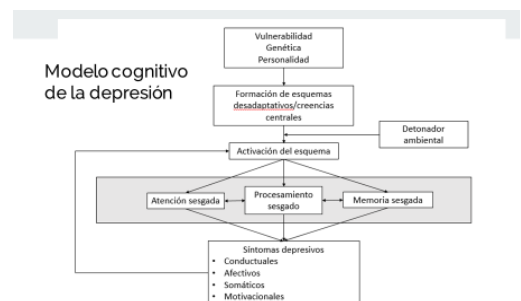 Modelo cognitivo
de la depresión
Vulnerabilidad
Genética
Personalidad
Formación de esquemas
desadaptativos/creencias
centrales
Detonador
ambiental
Activación del esquema
Atención sesgada
Procesamiento
sesgado
Memoria sesgada
Síntomas depresivos
• Conductuales
• Afectivos
• Somáticos
• Motivacionales